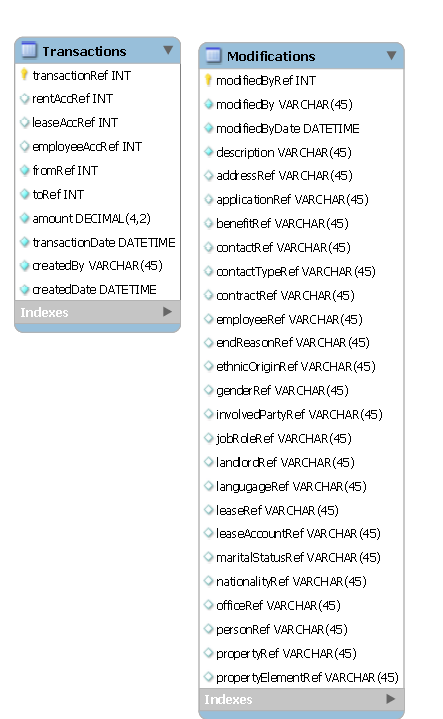 Transactions
transactionRef INT
rentAccRef INT
leaseAccRef INT
employeeAccRef INT
fromRef INT
toRef INT
amount DECIMAL(4,2)
transactionDate DATETIME
createdBy VARCHAR(45)
createdDate DATETIME
Indexes
Modifications
modifiedByRef INT
modifiedBy VARCHAR(45)
modifiedByDate DATETIME
description VARCHAR(45)
addressRef VARCHAR(45)
applicationRef VARCHAR(45)
benefitRef VARCHAR(45)
contactRef VARCHAR(45)
contactTypeRef VARCHAR(45)
contractRef VARCHAR(45)
employeeRef VARCHAR(45)
endReasonRef VARCHAR(45)
ethnicOriginRef VARCHAR(45)
genderRef VARCHAR(45)
involvedPartyRef VARCHAR(45)
jobRoleRef VARCHAR(45)
landlordRef VARCHAR(45)
langugageRef VARCHAR(45)
leaseRef VARCHAR(45)
leaseAccountRef VARCHAR(45)
maritalStatusRef VARCHAR(45)
nationalityRef VARCHAR(45)
officeRef VARCHAR(45)
personRef VARCHAR(45)
propertyRef VARCHAR(45)
propertyElementRef VARCHAR(45)
Indexes